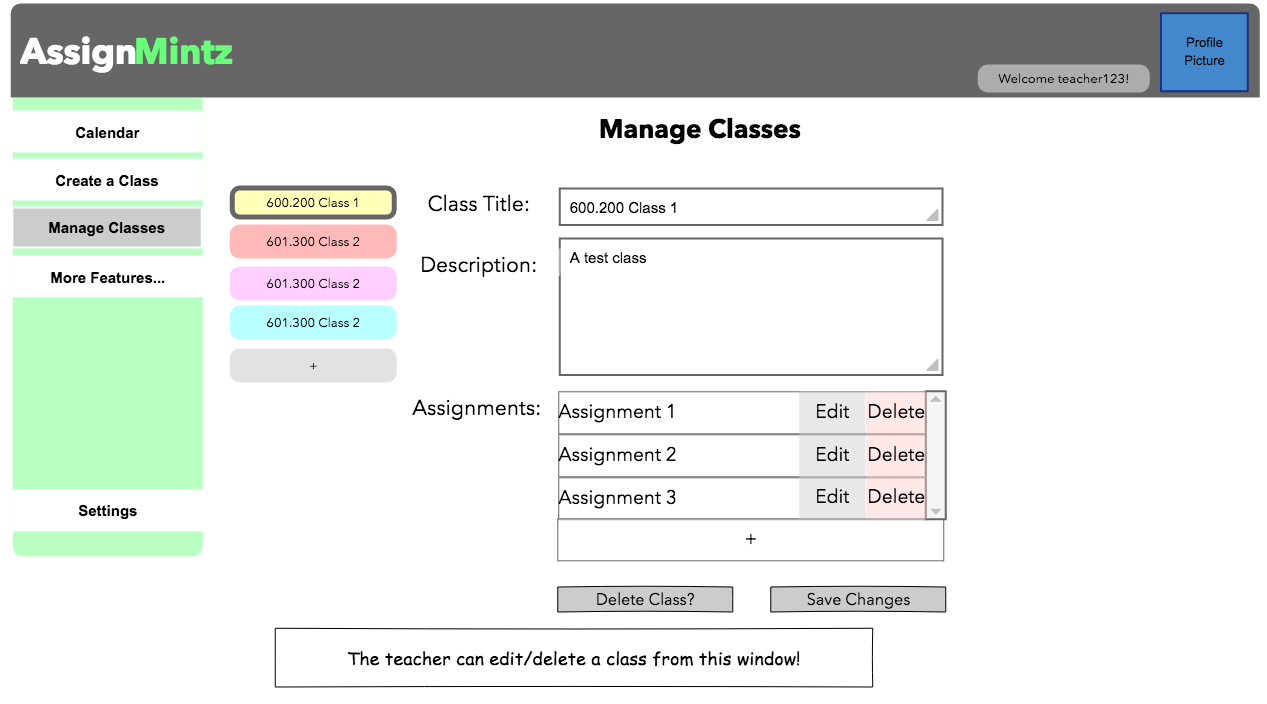 AssignMintz
Profile
Picture
Welcome teacher123!
Calendar
Create a Class
Manage Classes
More Features...
Settings
Manage Classes
600.200 Class 1
601.300 Class 2
601.300 Class 2
601.300 Class 2
+
Class Title:
600.200 Class 1
Description:
A test class
Assignments:
Assignment 1 Edit Delete
Assignment 2 Edit Delete
Assignment 3 Edit Delete
+
Delete Class? Save Changes
The teacher can edit/delete a class from this window!